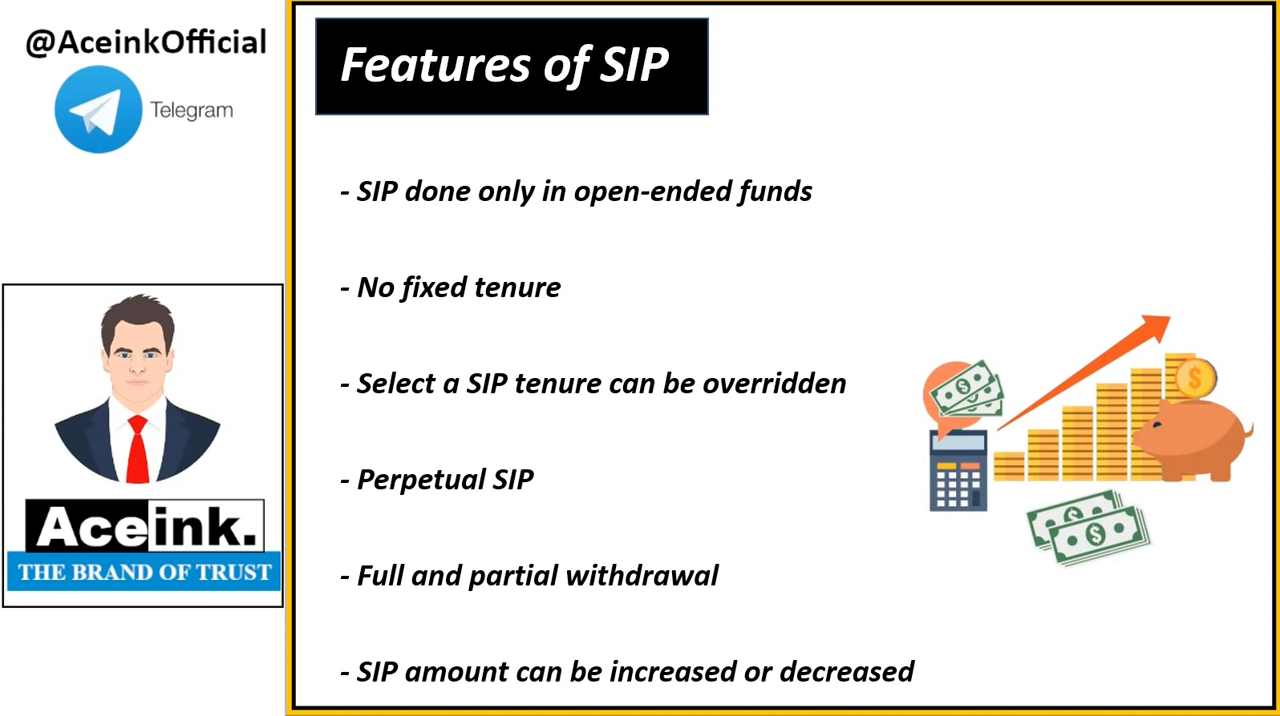 @AceinkOfficial
Telegram
Aceink.
THE BRAND OF TRUST
Features of SIP
- SIP done only in open-ended funds
- No fixed tenure
- Select a SIP tenure can be overridden
- Perpetual SIP
- Full and partial withdrawal
- SIP amount can be increased or decreased